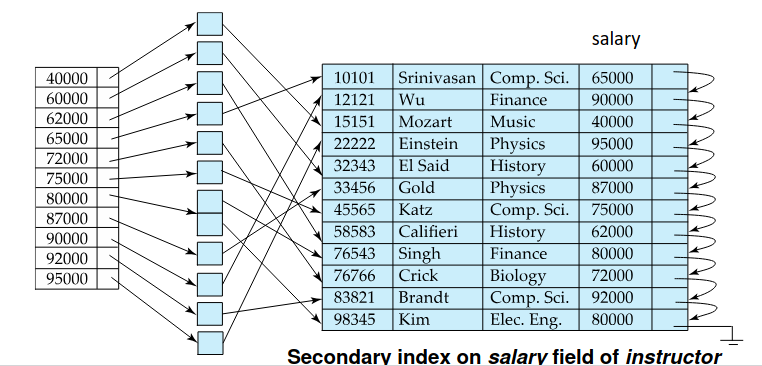 salary
40000
60000
62000
65000
72000
75000
80000
87000
90000
92000
95000
10101 Srinivasan Comp. Sci. 65000
12121 Wu Finance 90000
15151 Mozart Music 40000
22222 Einstein Physics 95000
32343 El Said History 60000
33456 Gold Physics 87000
45565 Katz Comp. Sci. 75000
58583 Califieri History 62000
76543 Singh Finance 80000
76766 Crick Biology 72000
83821 Brandt Comp. Sci. 92000
98345 Kim Elec. Eng. 80000
Secondary index on salary field of instructor